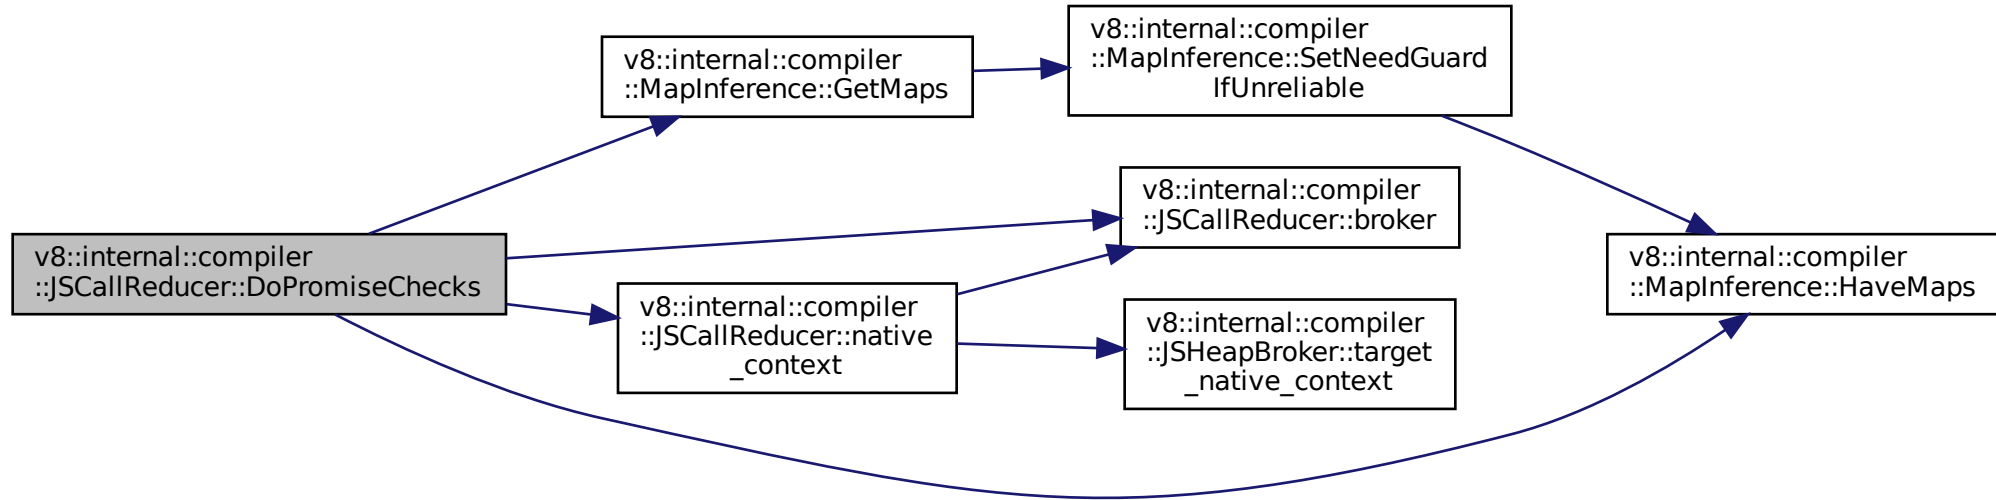 v8::internal::compiler
::JSCallReducer::DoPromiseChecks
v8::internal::compiler
::MapInference::GetMaps
v8::internal::compiler
::MapInference::SetNeedGuard
IfUnreliable
v8::internal::compiler
::JSCallReducer::broker
v8::internal::compiler
::JSCallReducer::native
_context
v8::internal::compiler
::JSHeapBroker::target
_native_context
v8::internal::compiler
::MapInference::HaveMaps